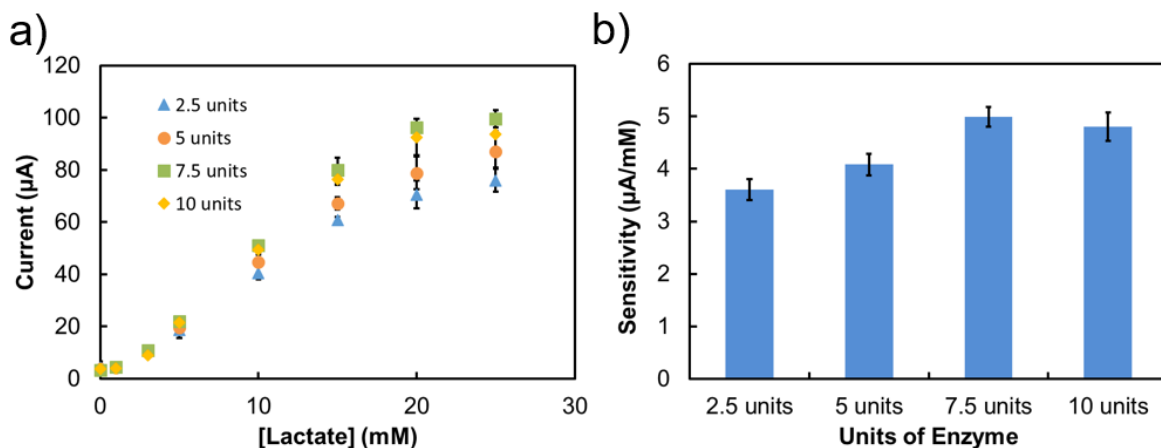 a)
120
100
80
60
40
20
0
Current (µA)
2.5 units
5 units
7.5 units
10 units
0 10 20 30
[Lactate] (mM)
b)
6
5
4
3
2
1
0
Sensitivity (µA/mM)
2.5 units 5 units 7.5 units 10 units
Units of Enzyme